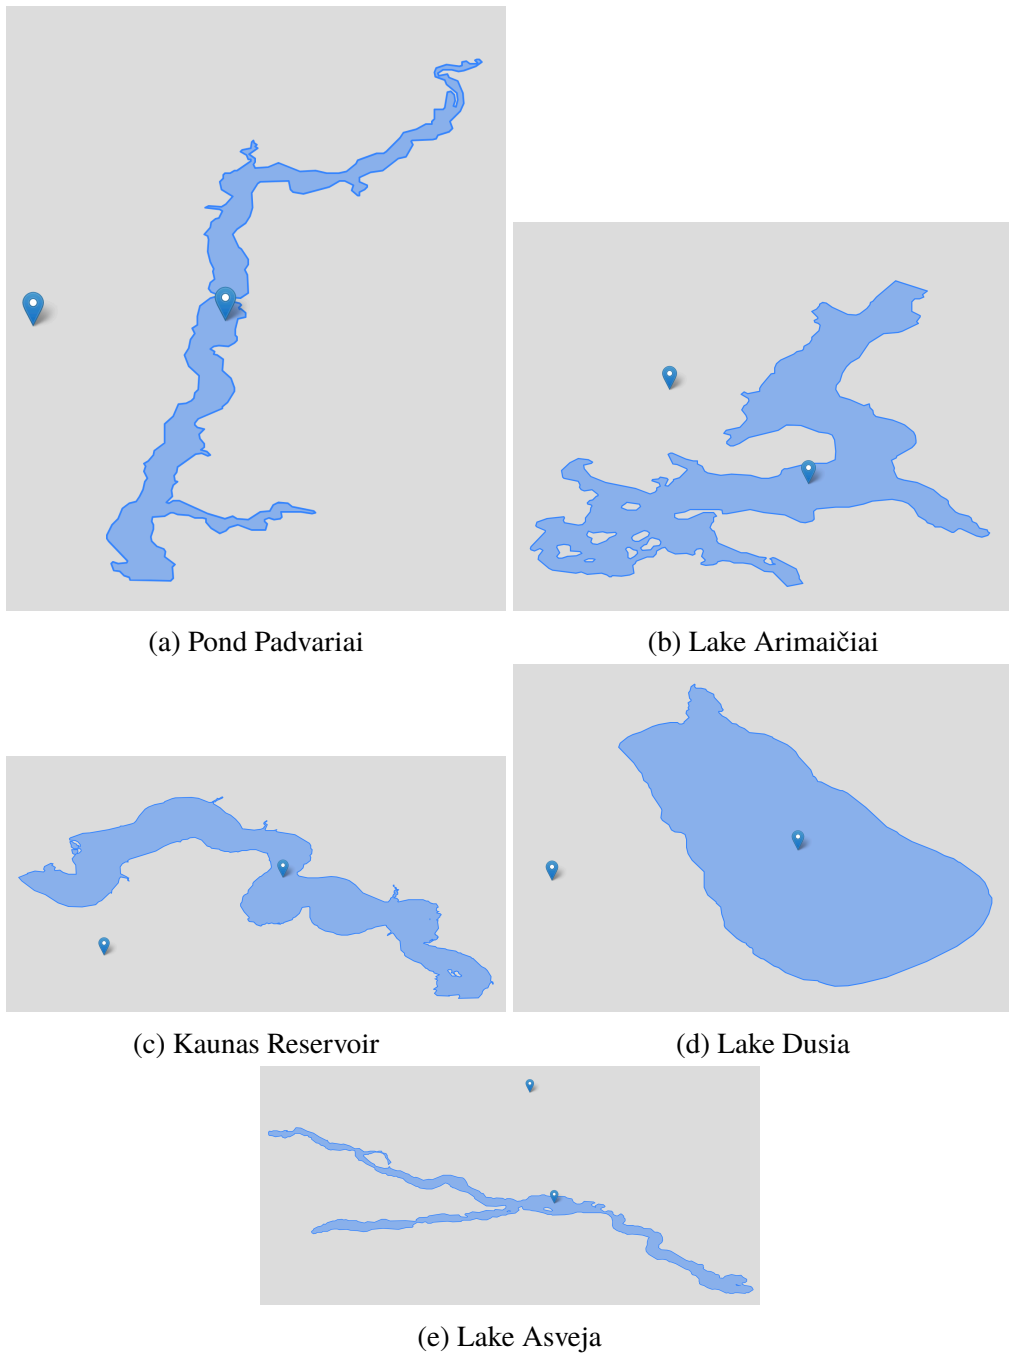 (a) Pond Padvariai
(b) Lake Arimaičiai
(c) Kaunas Reservoir
(d) Lake Dusia
(e) Lake Asveja